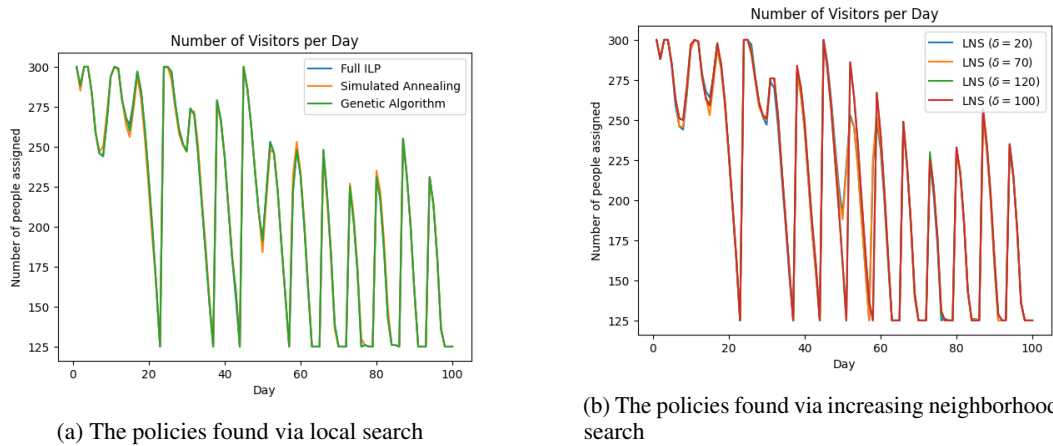 Number of Visitors per Day
300
275
250
225
200
175
150
125
Number of people assigned
Full ILP
Simulated Annealing
Genetic Algorithm
0 20 40 60 80 100
Day
(a) The policies found via local search
Number of Visitors per Day
300
275
250
225
200
175
150
125
Number of people assigned
LNS (δ = 20)
LNS (δ = 70)
LNS (δ = 120)
LNS (δ = 100)
0 20 40 60 80 100
Day
(b) The policies found via increasing neighborhood
search